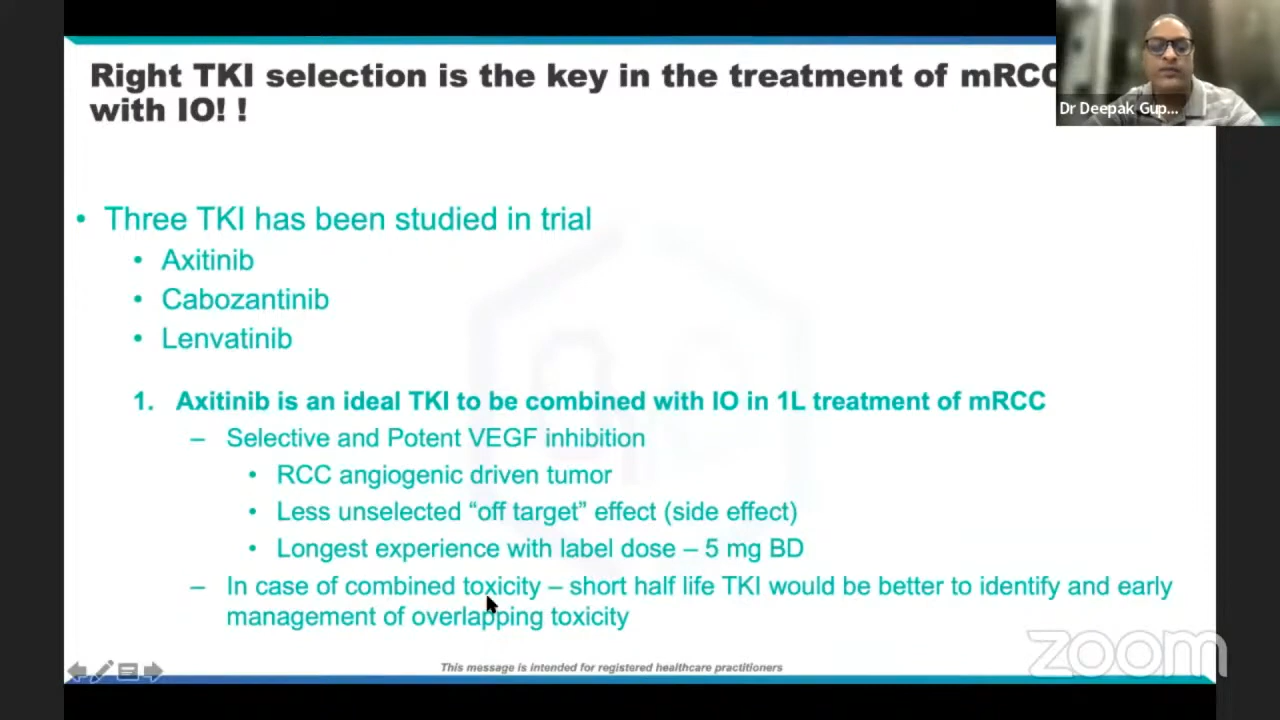 Right TKI selection is the key in the treatment of mRCC
with IO! !
Dr Deepak Gup...
• Three TKI has been studied in trial
• Axitinib
• Cabozantinib
• Lenvatinib
1. Axitinib is an ideal TKI to be combined with IO in 1L treatment of mRCC
– Selective and Potent VEGF inhibition
• RCC angiogenic driven tumor
• Less unselected “off target” effect (side effect)
• Longest experience with label dose – 5 mg BD
– In case of combined toxicity – short half life TKI would be better to identify and early
management of overlapping toxicity
This message is intended for registered healthcare practitioners
zoom